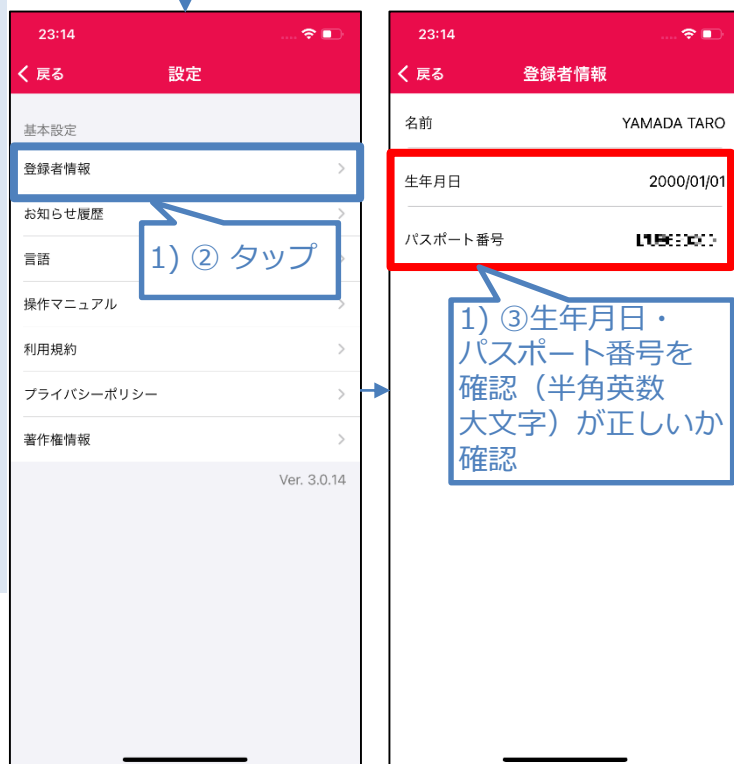 23:14
戻る
設定
基本設定
登録者情報
お知らせ履歴
1) ② タップ
言語
操作マニュアル
利用規約
プライバシーポリシー
著作権情報
Ver. 3.0.14
23:14
戻る
登録者情報
名前
YAMADA TARO
生年月日
2000/01/01
パスポート番号
1) ③生年月日・
パスポート番号を
確認（半角英数
大文字）が正しいか
確認